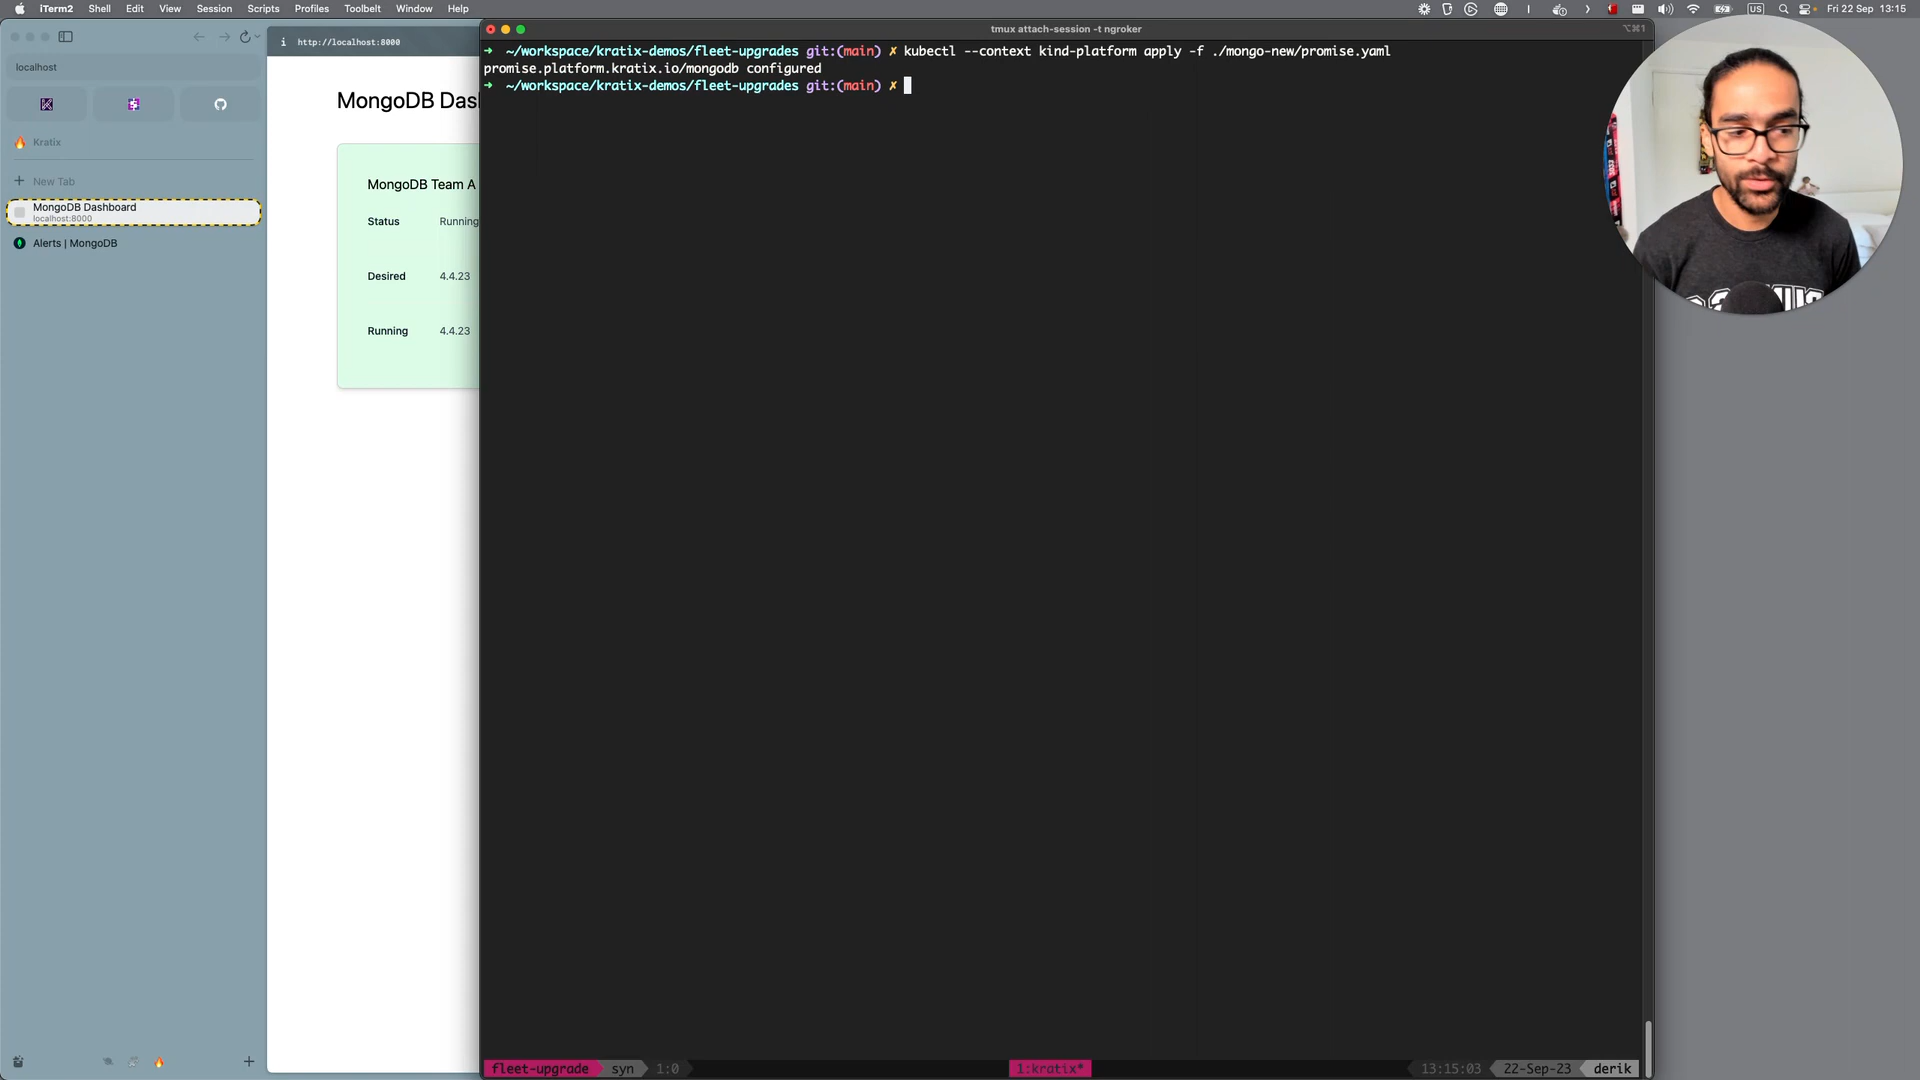 iTerm2 Shell Edit View Session Scripts Profiles Toolbelt Window Help
US
Fri 22 Sep 13:15
localhost
Kratix
New Tab
MongoDB Dashboard
localhost:8000
Alerts | MongoDB
http://localhost:8000
MongoDB Das
MongoDB Team A
Status Running
Desired 4.4.23
Running 4.4.23
tmux attach-session -t ngroker
⌥⌘1
➜ ~/workspace/kratix-demos/fleet-upgrades git:(main) ✗ kubectl --context kind-platform apply -f ./mongo-new/promise.yaml
promise.platform.kratix.io/mongodb configured
➜ ~/workspace/kratix-demos/fleet-upgrades git:(main) ✗
fleet-upgrade syn 1:0 1:kratix* 13:15:03 22-Sep-23 derik